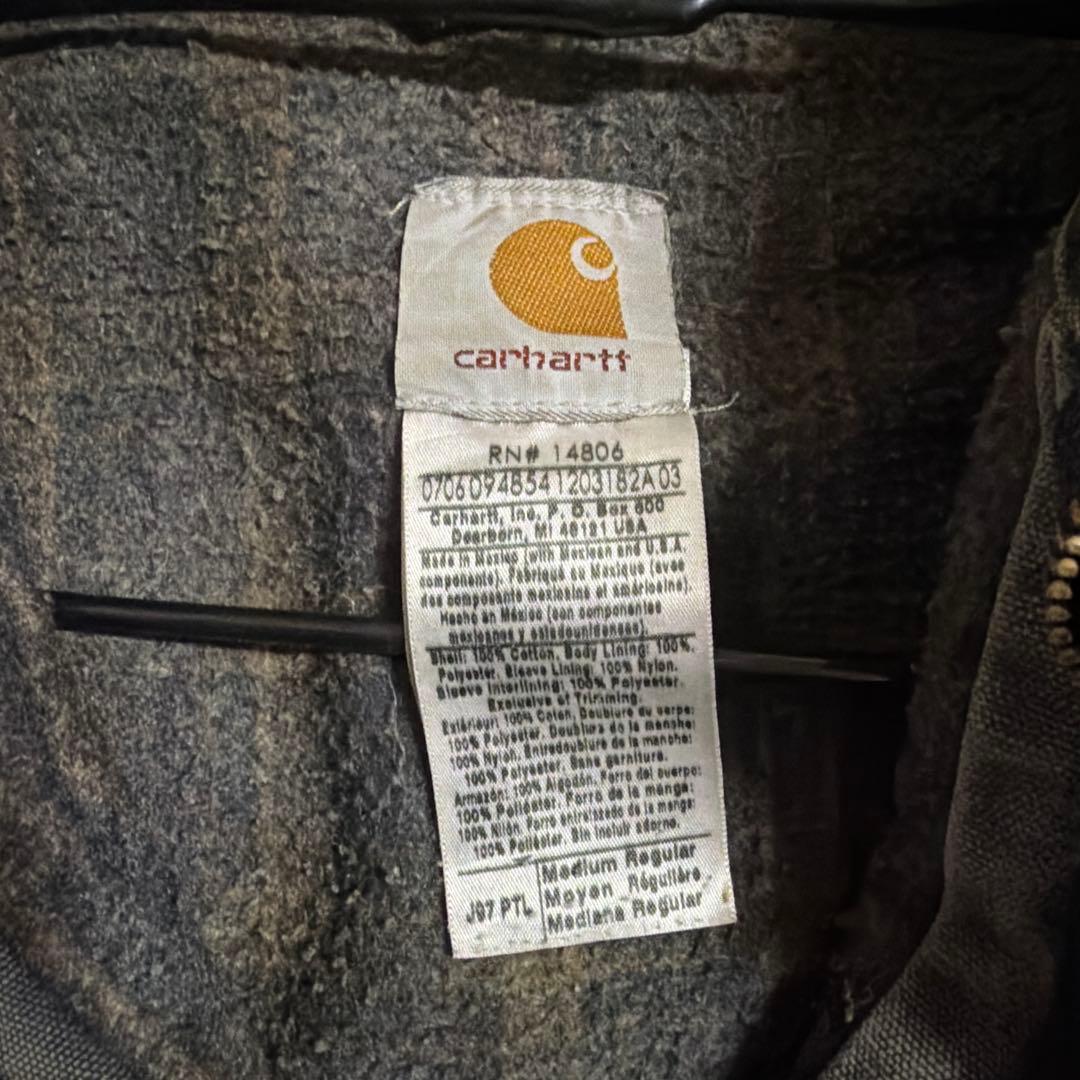 carhartt
RN# 14806
0706094854 1203182A 03
Carhartt, Inc, P. O. Box 600
Dearborn, MI 48121 USA
Made in Mexico (with Mexican and U.S.A.
components). Fabriqué au Mexique (avec
des composants mexicains et américains).
Hecho en México (con componentes
mexicanos y estadounidenses).
Shell: 100% Cotton. Body Lining: 100%
Polyester. Sleeve Lining: 100% Nylon.
Sleeve Interlining: 100% Polyester.
Exclusive of Trimming.
Extérieur: 100% Coton. Doublure du corps:
100% Polyester. Doublure de la manche:
100% Nylon. Entredoublure de la manche:
100% Polyester. Sans garniture.
Armazón: 100% Algodón. Forro del cuerpo:
100% Poliéster. Forro de la manga:
100% Nilón. Forro entrelazado de la manga:
100% Poliéster. Sin incluir adorno.
J97 PTL
Medium Regular
Moyen Régulière
Mediano Regular